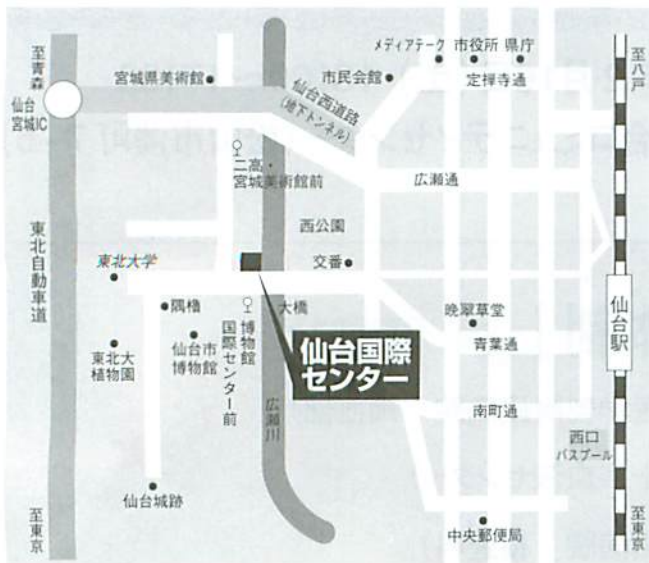 至青森
仙台
宮城IC
東北自動車道
至東京
宮城県美術館
仙台西道路
(地下トンネル)
メディアテーク
市役所
県庁
市民会館
定禅寺通
至八戸
二高・
宮城美術館前
広瀬通
西公園
東北大学
交番
隅櫓
大橋
晩翠草堂
仙台駅
東北大
植物園
仙台市
博物館
博物館
国際センター前
仙台国際
センター
青葉通
広瀬川
南町通
西口
バスプール
仙台城跡
中央郵便局
至東京